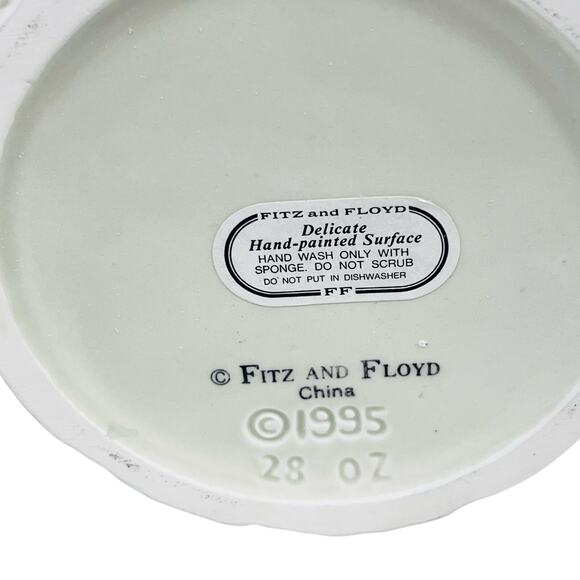 FITZ and FLOYD
Delicate
Hand-painted Surface
HAND WASH ONLY WITH
SPONGE. DO NOT SCRUB
DO NOT PUT IN DISHWASHER
FF
© FITZ AND FLOYD
China
©1995
28 OZ